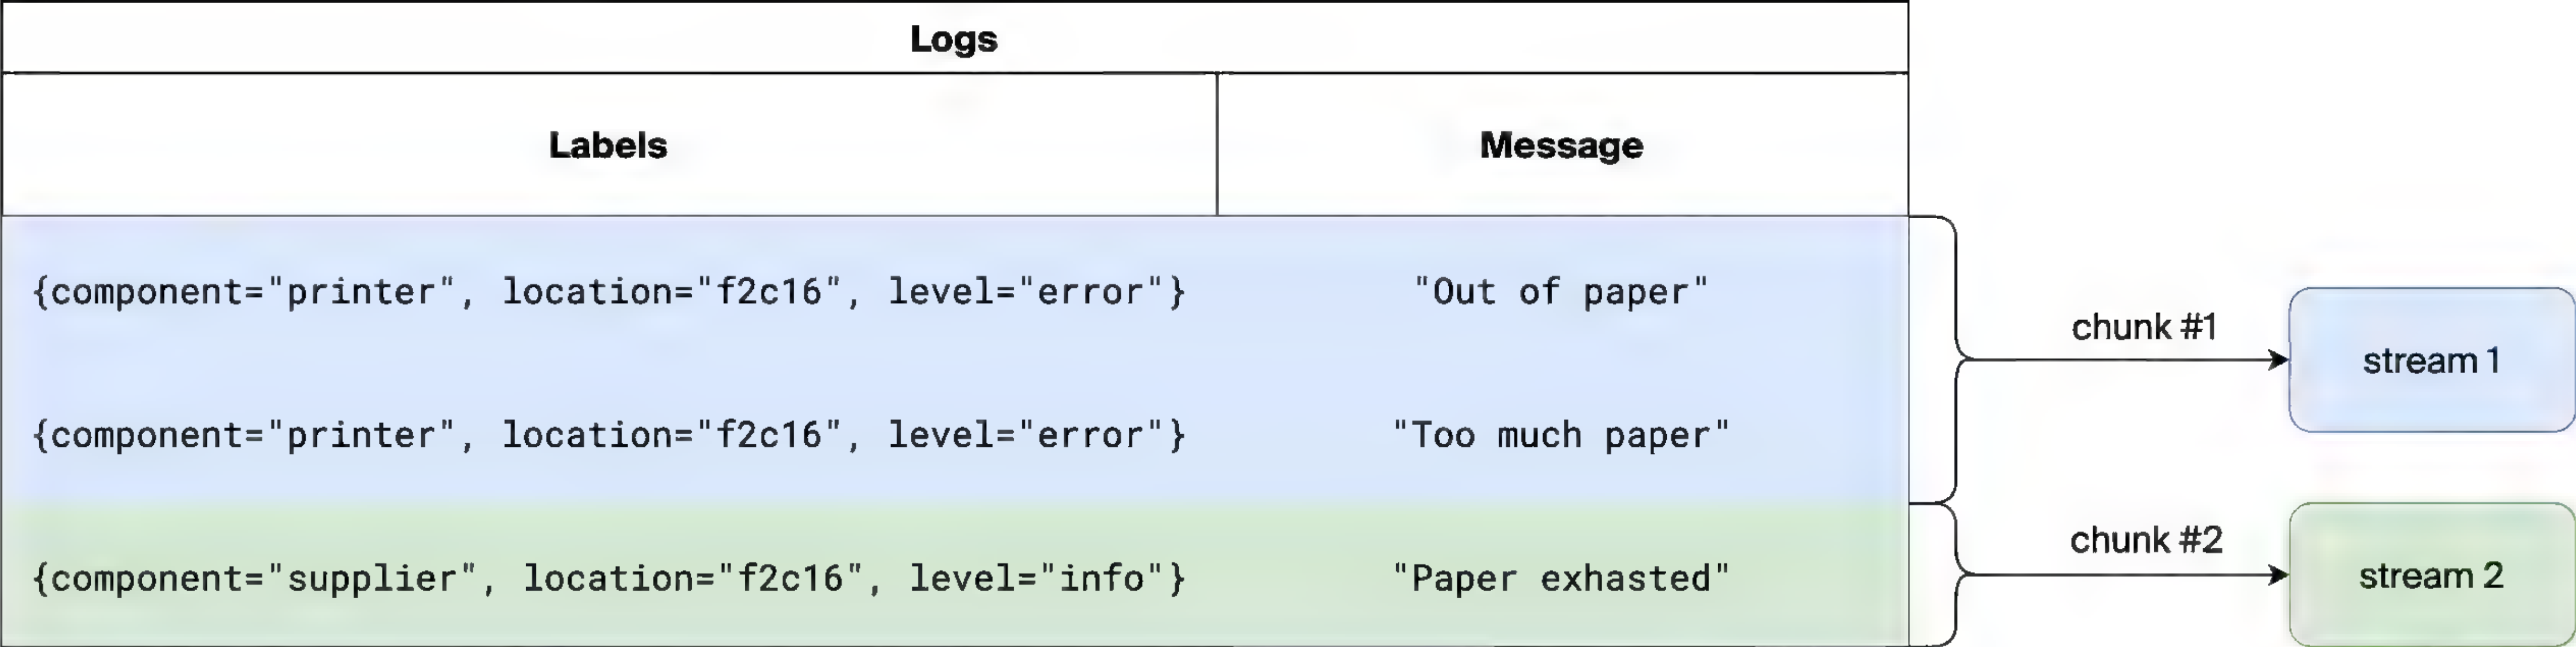 Logs
Labels Message
{component="printer", location="f2c16", level="error"} "Out of paper"
chunk #1
stream 1
{component="printer", location="f2c16", level="error"} "Too much paper"
chunk #2
{component="supplier", location="f2c16", level="info"} "Paper exhasted"
stream 2